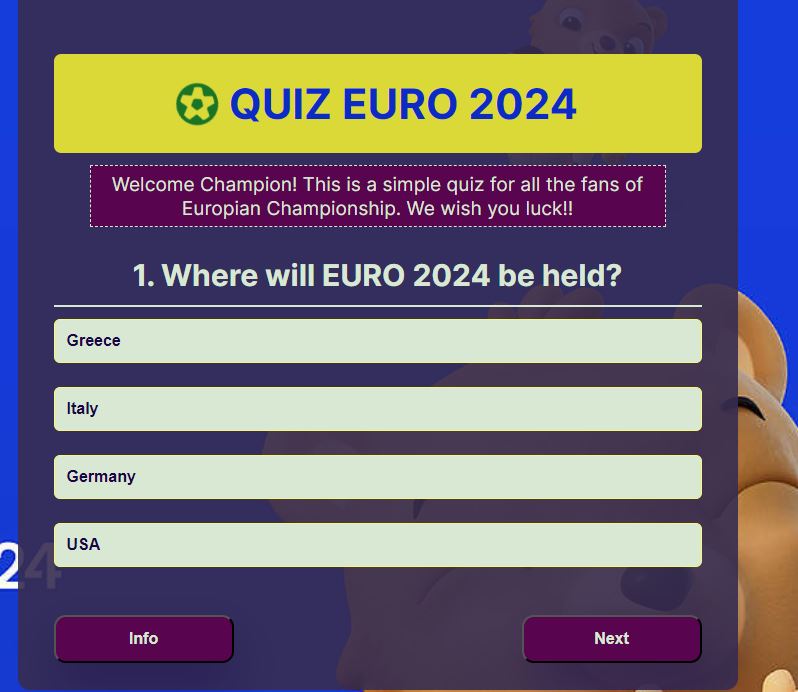 QUIZ EURO 2024
Welcome Champion! This is a simple quiz for all the fans of
Europian Championship. We wish you luck!!
1. Where will EURO 2024 be held?
Greece
Italy
Germany
USA
24
Info
Next